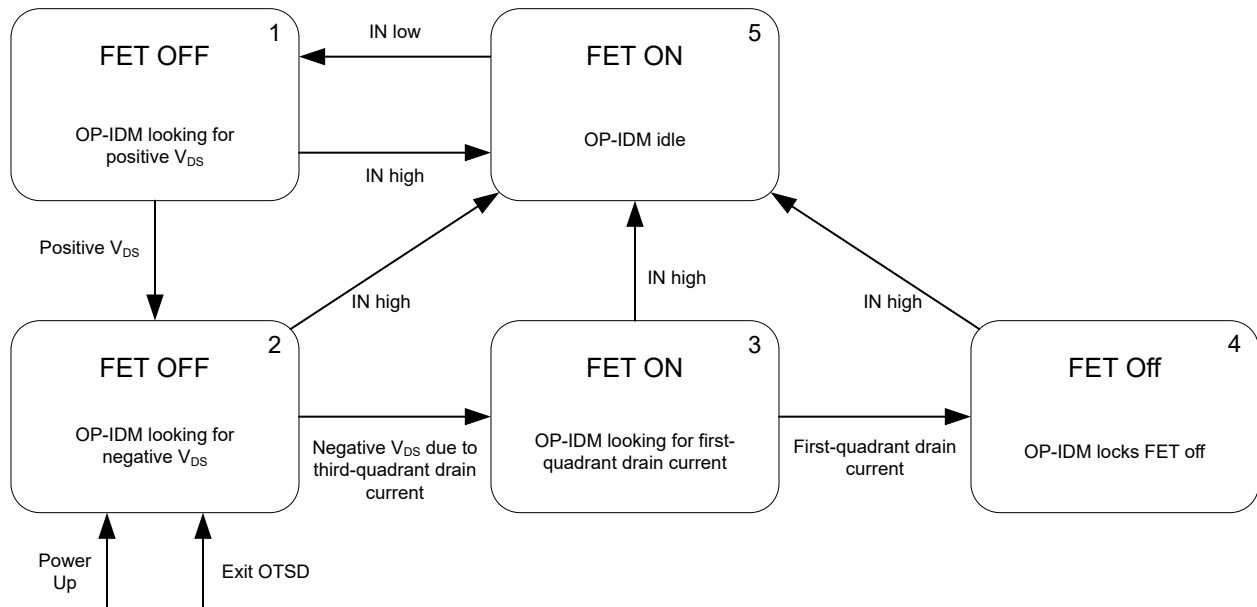 1
FET OFF
OP-IDM looking for
positive VDS
IN low
IN high
5
FET ON
OP-IDM idle
Positive VDS
IN high
IN high
IN high
2
FET OFF
OP-IDM looking for
negative VDS
Negative VDS due to
third-quadrant drain
current
3
FET ON
OP-IDM looking for first-
quadrant drain current
First-quadrant drain
current
4
FET Off
OP-IDM locks FET off
Power
Up
Exit OTSD